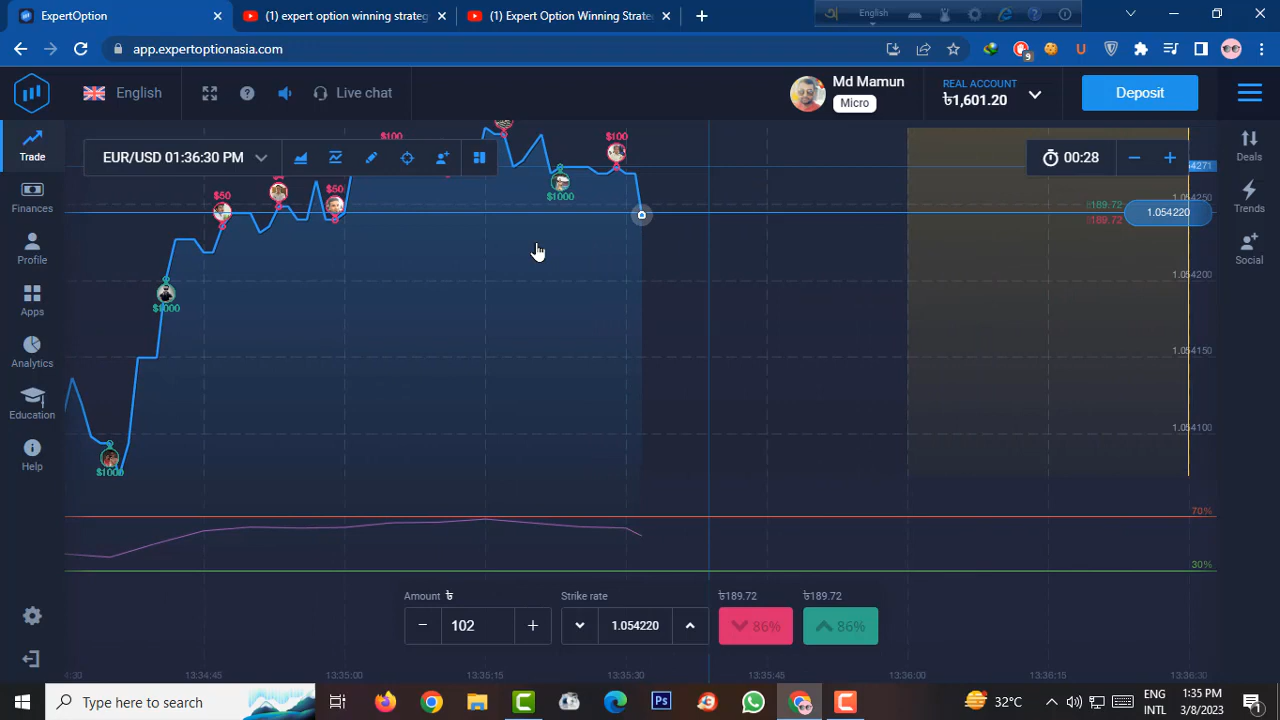 ExpertOption
(1) expert option winning strateg
(1) Expert Option Winning Strate
English
app.expertoptionasia.com
9
English
Live chat
Md Mamun
Micro
REAL ACCOUNT
৳1,601.20
Deposit
Trade
Finances
Profile
Apps
Analytics
Education
Help
EUR/USD 01:36:30 PM
00:28
Deals
Trends
Social
$100
$100
$50
$60
$1000
$1000
$1000
54271
1.054250
189.72
189.72
1.054220
1.054200
1.054150
1.054100
70%
30%
Amount ৳
Strike rate
৳189.72
৳189.72
102
1.054220
86%
86%
:30
13:34:45
13:35:00
13:35:15
13:35:30
13:35:45
13:36:00
13:36:15
13:36:30
Type here to search
Ps
32°C
ENG
INTL
1:35 PM
3/8/2023